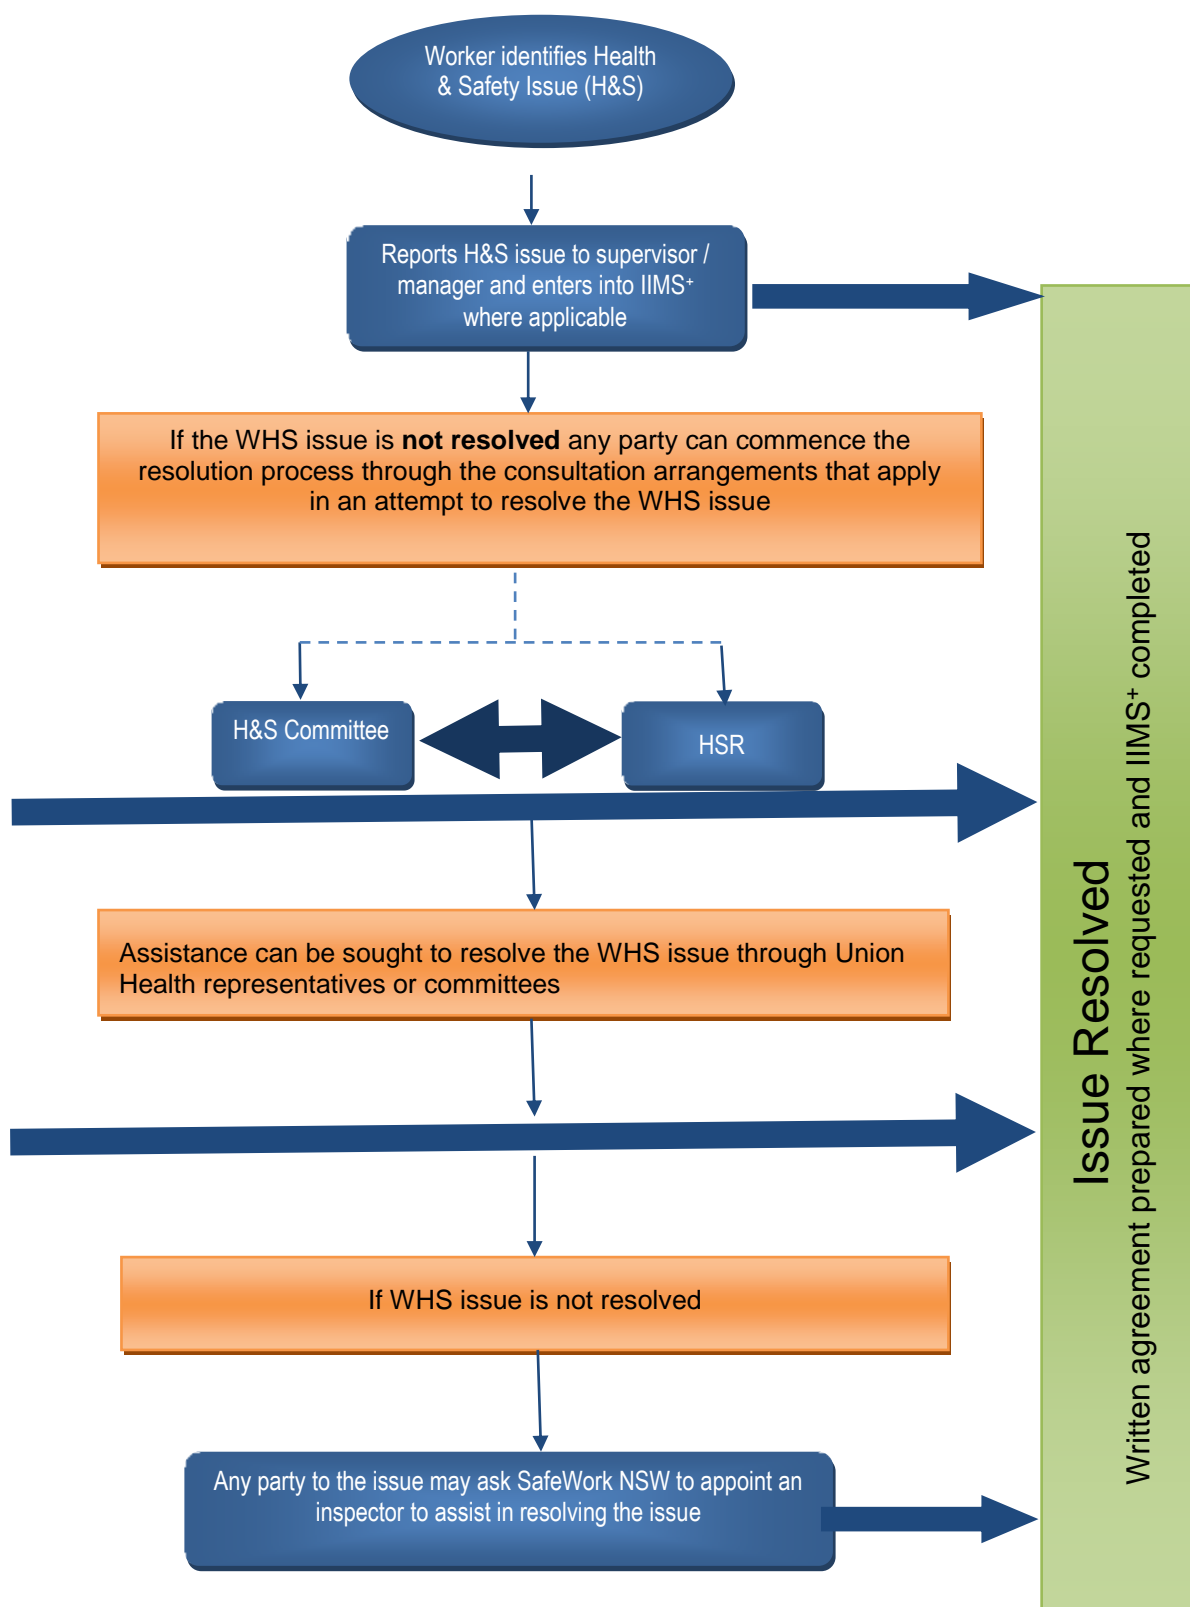 Worker identifies Health
& Safety Issue (H&S)
Reports H&S issue to supervisor /
manager and enters into IIMS⁺
where applicable
If the WHS issue is not resolved any party can commence the
resolution process through the consultation arrangements that apply
in an attempt to resolve the WHS issue
H&S Committee
HSR
Assistance can be sought to resolve the WHS issue through Union
Health representatives or committees
If WHS issue is not resolved
Any party to the issue may ask SafeWork NSW to appoint an
inspector to assist in resolving the issue
Issue Resolved
Written agreement prepared where requested and IIMS⁺ completed